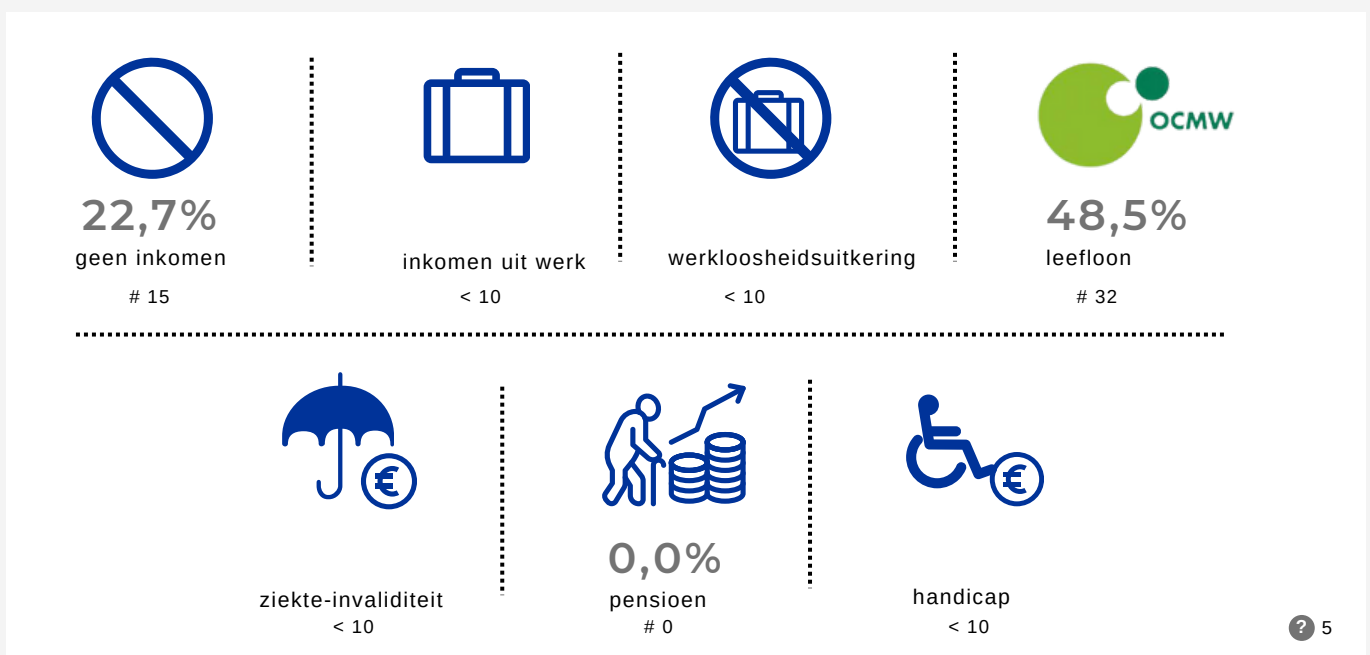 OCMW
22,7%
48,5%
geen inkomen
inkomen uit werk
werkloosheidsuitkering
leefloon
# 15
< 10
< 10
# 32
€
€
0,0%
ziekte-invaliditeit
pensioen
handicap
< 10
# 0
< 10
? 5